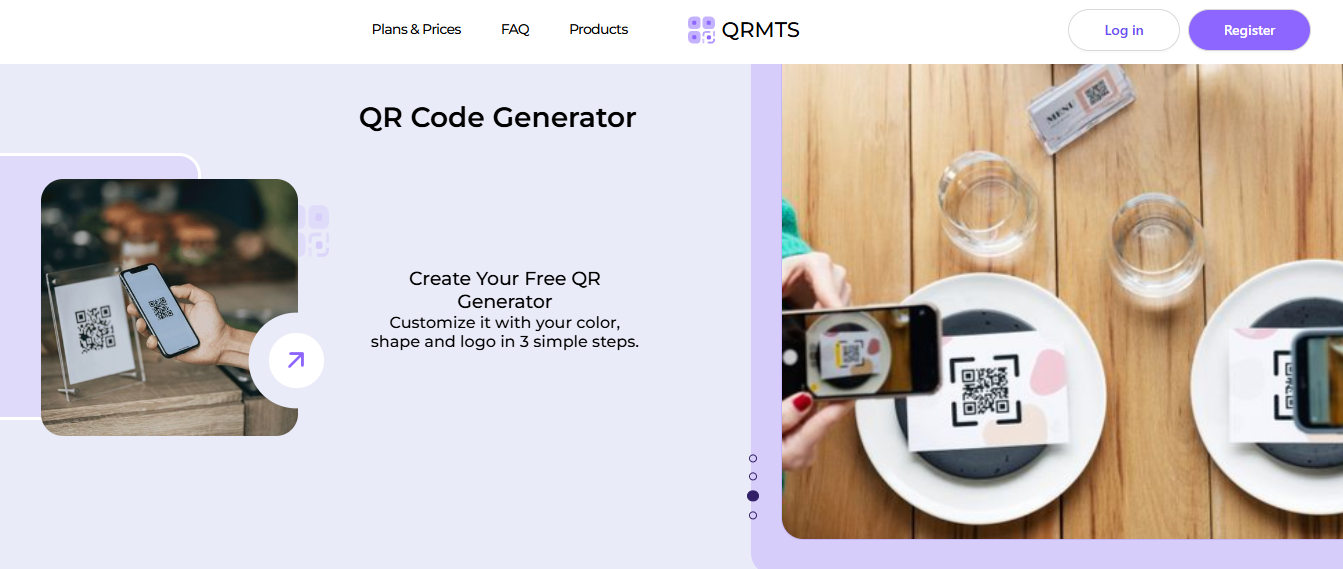 Plans & Prices
FAQ
Products
QRMTS
Log in
Register
QR Code Generator
MENU
Create Your Free QR
Generator
Customize it with your color,
shape and logo in 3 simple steps.